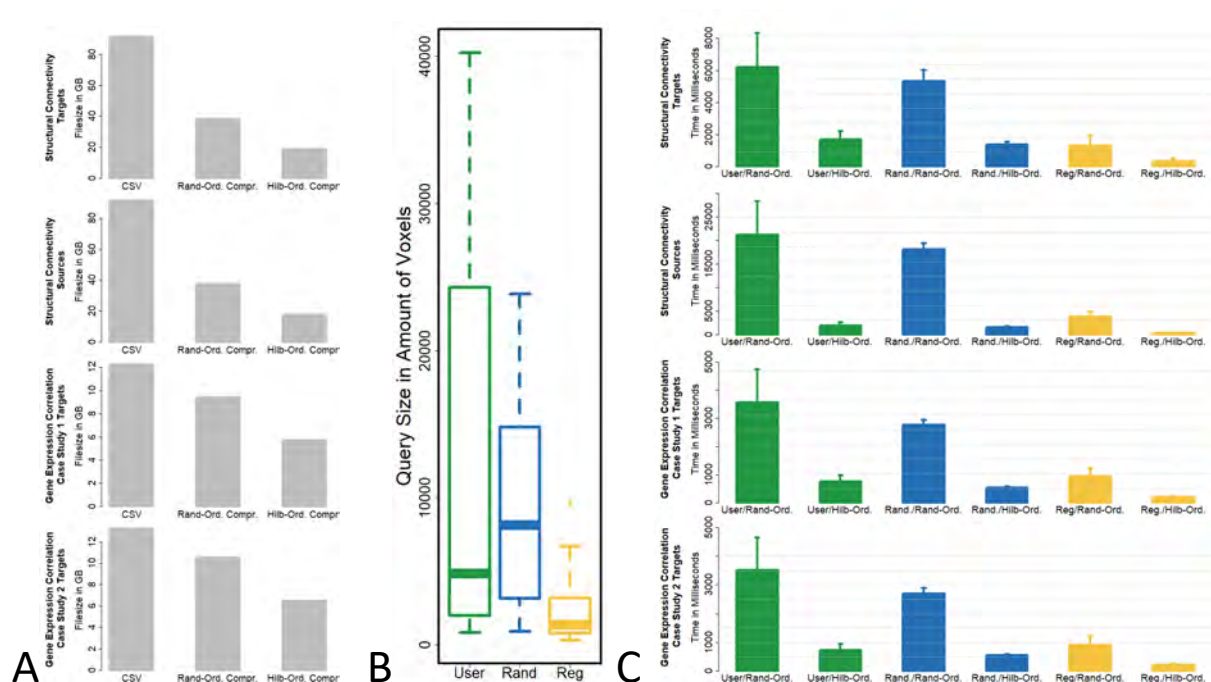 Structural Connectivity
Targets
Filesize in GB
0 20 40 60 80
CSV Rand-Ord. Compr. Hilb-Ord. Compr
Structural Connectivity
Sources
Filesize in GB
0 20 40 60 80
CSV Rand-Ord. Compr. Hilb-Ord. Compr
Gene Expression Correlation
Case Study 1 Targets
Filesize in GB
0 2 4 6 8 10 12
CSV Rand-Ord. Compr. Hilb-Ord. Compr
Gene Expression Correlation
Case Study 2 Targets
Filesize in GB
0 2 4 6 8 10 12
CSV Rand-Ord. Compr. Hilb-Ord. Compr
A
Query Size in Amount of Voxels
0 10000 20000 30000 40000
User Rand Reg
B
Structural Connectivity
Targets
Time in Milliseconds
0 2000 4000 6000 8000
User/Rand-Ord. User/Hilb-Ord. Rand./Rand-Ord. Rand./Hilb-Ord. Reg/Rand-Ord. Reg./Hilb-Ord.
Structural Connectivity
Sources
Time in Milliseconds
0 5000 15000 25000
User/Rand-Ord. User/Hilb-Ord. Rand./Rand-Ord. Rand./Hilb-Ord. Reg/Rand-Ord. Reg./Hilb-Ord.
Gene Expression Correlation
Case Study 1 Targets
Time in Milliseconds
0 1000 3000 5000
User/Rand-Ord. User/Hilb-Ord. Rand./Rand-Ord. Rand./Hilb-Ord. Reg/Rand-Ord. Reg./Hilb-Ord.
Gene Expression Correlation
Case Study 2 Targets
Time in Milliseconds
0 1000 3000 5000
User/Rand-Ord. User/Hilb-Ord. Rand./Rand-Ord. Rand./Hilb-Ord. Reg/Rand-Ord. Reg./Hilb-Ord.
C